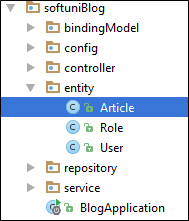 softuniBlog
bindingModel
config
controller
entity
Article
Role
User
repository
service
BlogApplication